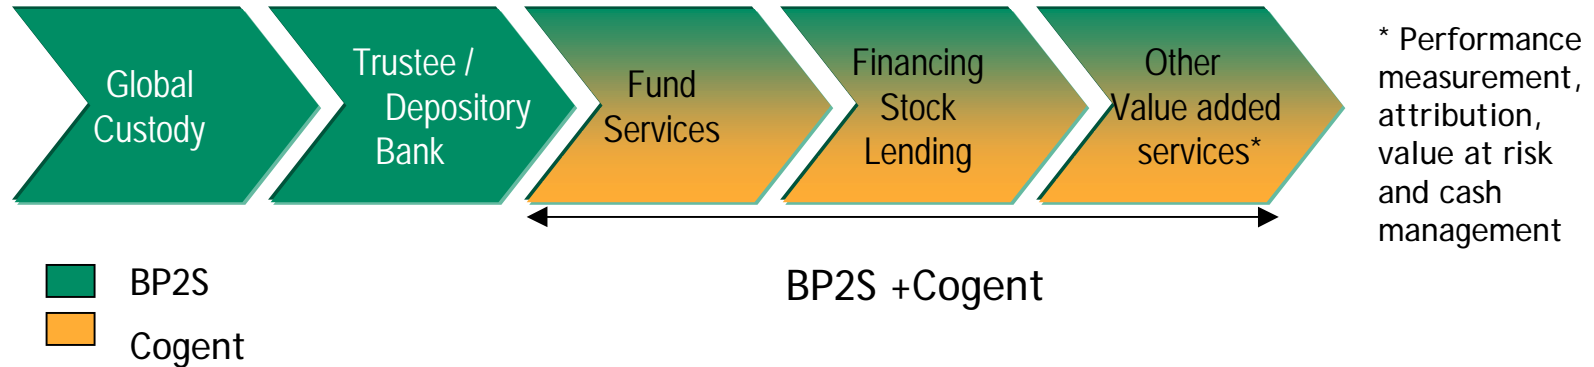 Global
Custody
Trustee /
Depository
Bank
Fund
Services
Financing
Stock
Lending
Other
Value added
services*
* Performance
measurement,
attribution,
value at risk
and cash
management
BP2S +Cogent
BP2S
Cogent